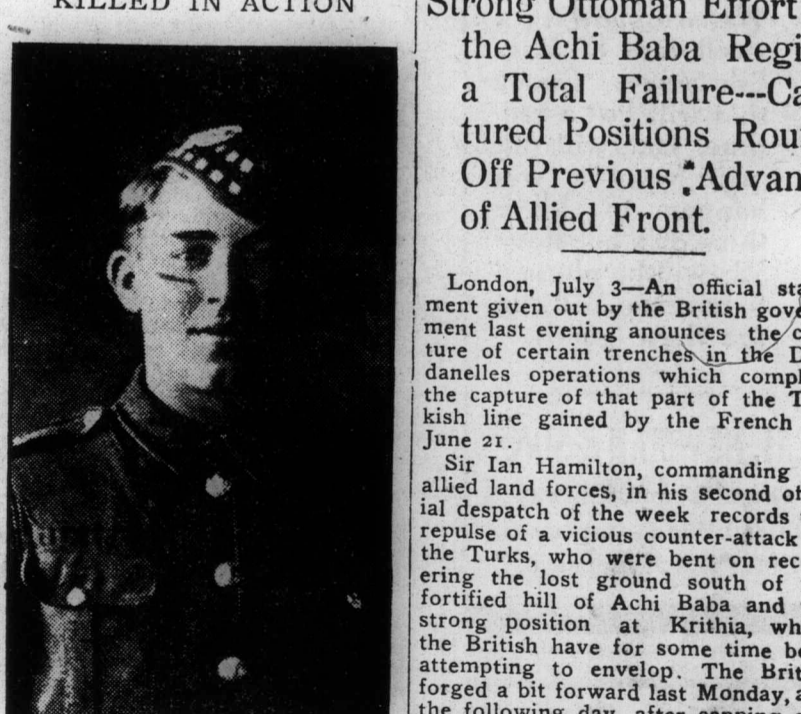 KILLED IN ACTION
Strong Ottoman Effort
the Achi Baba Regi
a Total Failure---Ca
tured Positions Rou
Off Previous Advan
of Allied Front.
London, July 3—An official sta
ment given out by the British gove
ment last evening anounces the c
ture of certain trenches in the D
danelles operations which compl
the capture of that part of the T
kish line gained by the French
June 21.
Sir Ian Hamilton, commanding
allied land forces, in his second of
ial despatch of the week records
repulse of a vicious counter-attack
the Turks, who were bent on rec
ering the lost ground south of
fortified hill of Achi Baba and
strong position at Krithia, wh
the British have for some time be
attempting to envelop. The Brit
forged a bit forward last Monday, a
the following day, after